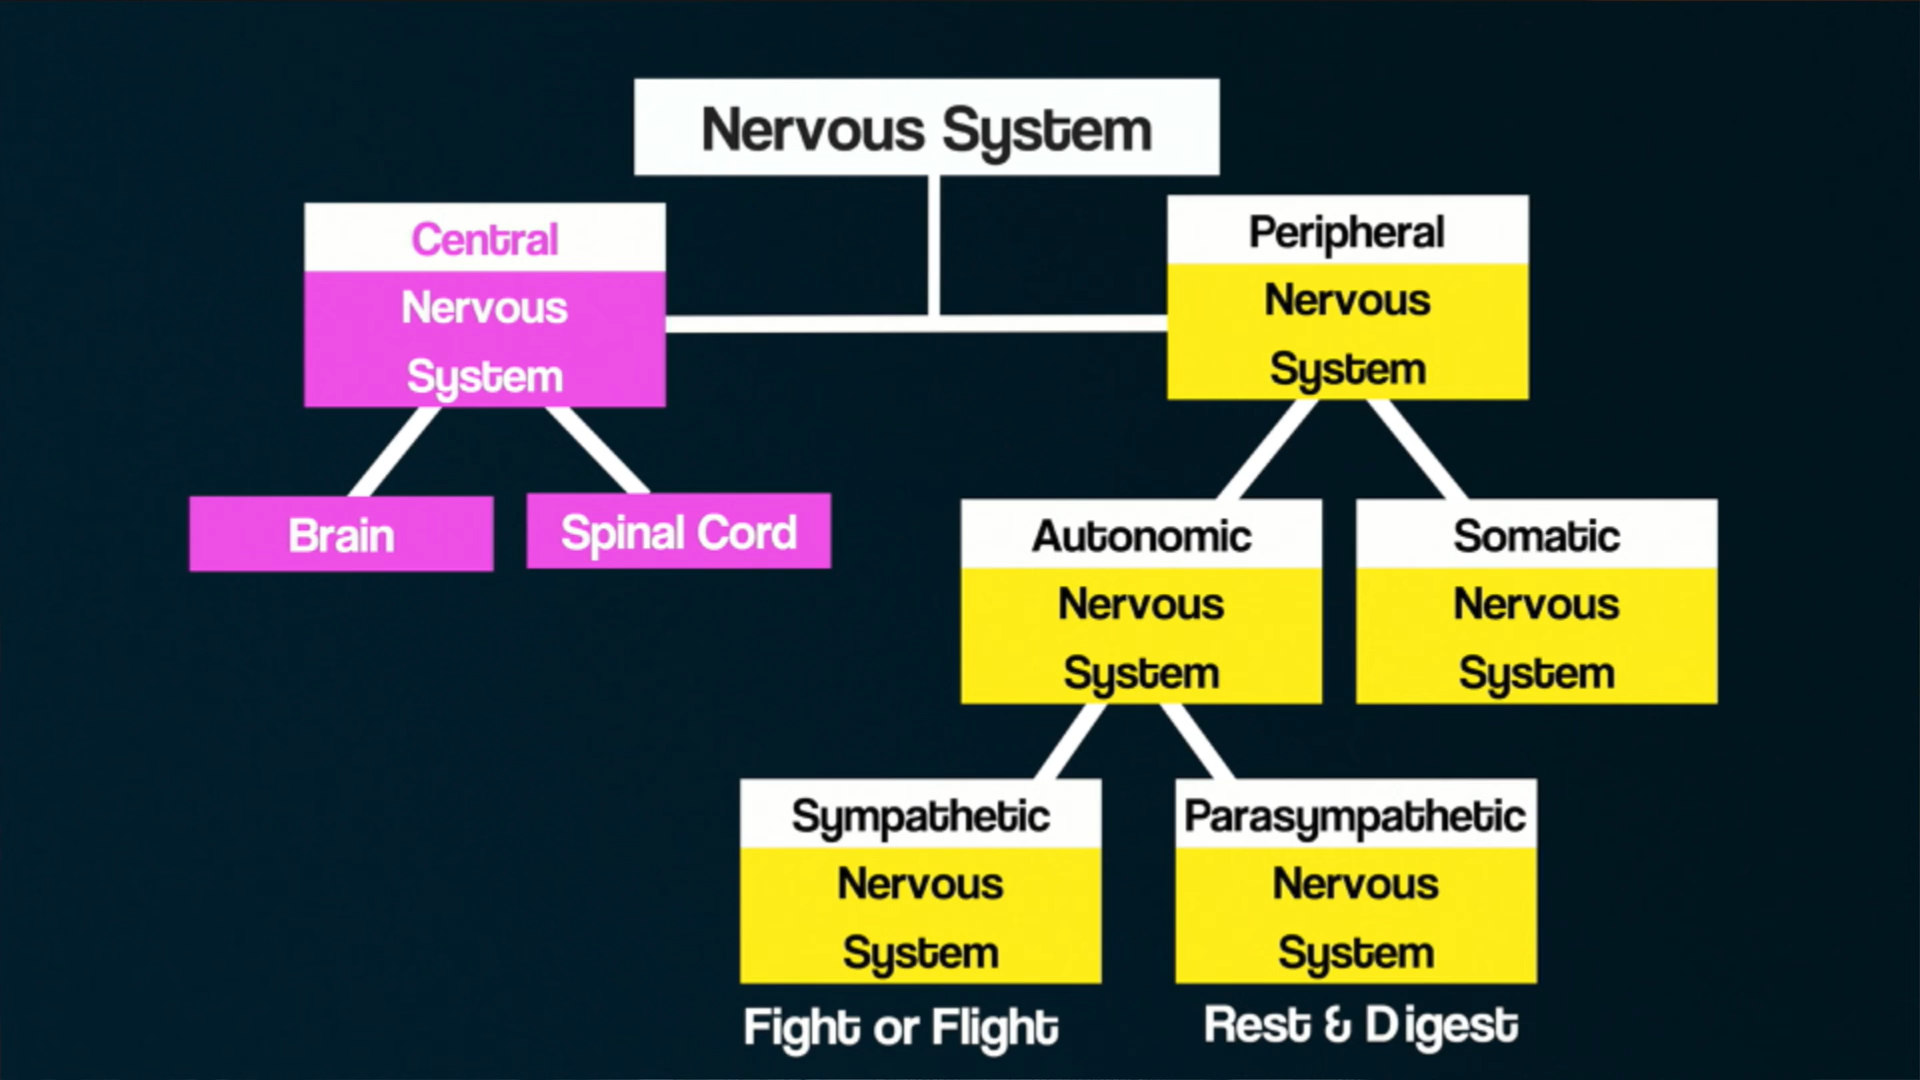 Nervous System
Central
Nervous
System
Peripheral
Nervous
System
Brain
Spinal Cord
Autonomic
Nervous
System
Somatic
Nervous
System
Sympathetic
Nervous
System
Fight or Flight
Parasympathetic
Nervous
System
Rest & Digest